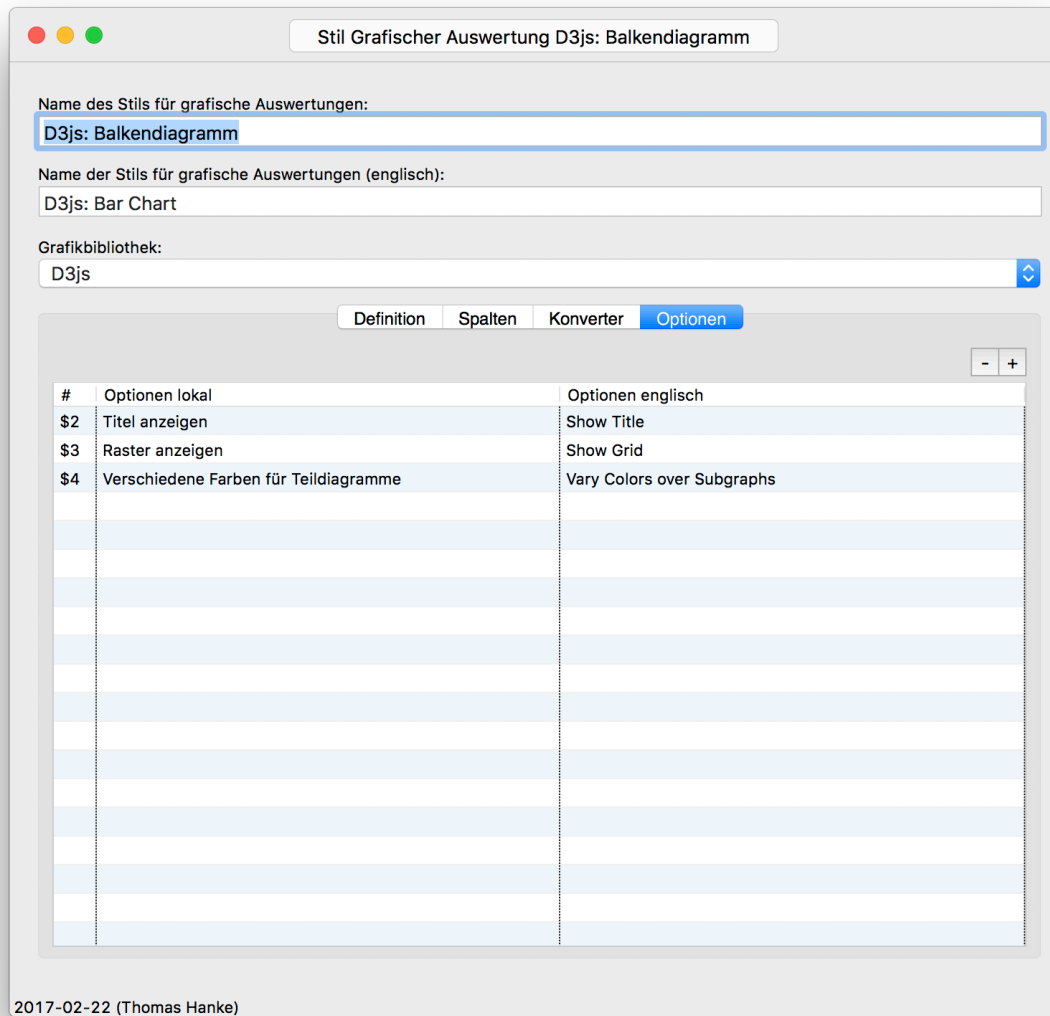 Stil Grafischer Auswertung D3js: Balkendiagramm
Name des Stils für grafische Auswertungen:
D3js: Balkendiagramm
Name der Stils für grafische Auswertungen (englisch):
D3js: Bar Chart
Grafikbibliothek:
D3js
Definition Spalten Konverter Optionen
- +
# Optionen lokal Optionen englisch
$2 Titel anzeigen Show Title
$3 Raster anzeigen Show Grid
$4 Verschiedene Farben für Teildiagramme Vary Colors over Subgraphs
2017-02-22 (Thomas Hanke)